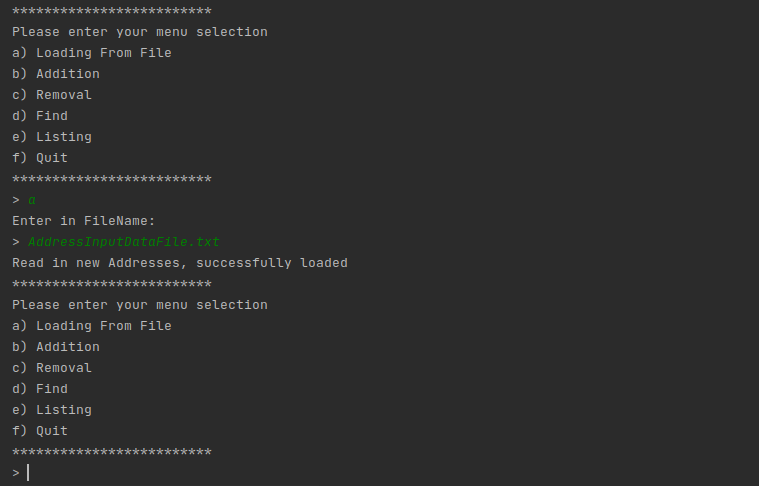 *************************
Please enter your menu selection
a) Loading From File
b) Addition
c) Removal
d) Find
e) Listing
f) Quit
*************************
> a
Enter in FileName:
> AddressInputDataFile.txt
Read in new Addresses, successfully loaded
*************************
Please enter your menu selection
a) Loading From File
b) Addition
c) Removal
d) Find
e) Listing
f) Quit
*************************
>